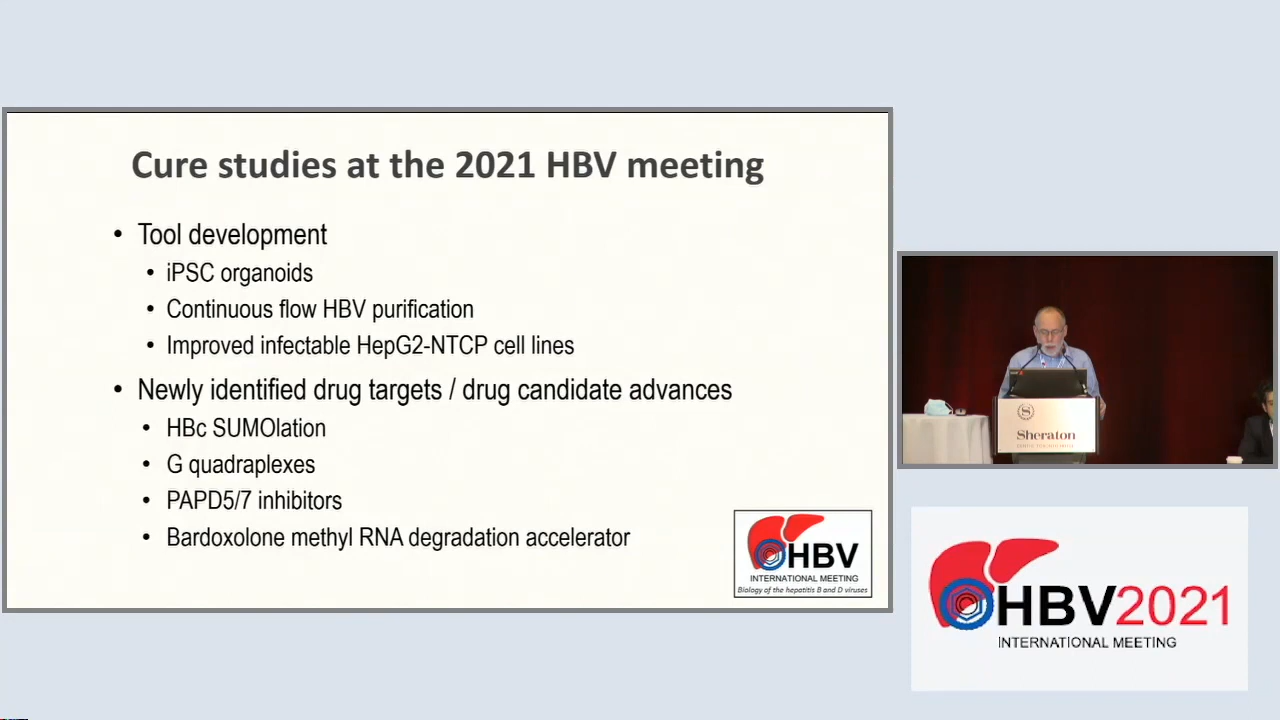 Cure studies at the 2021 HBV meeting
• Tool development
• iPSC organoids
• Continuous flow HBV purification
• Improved infectable HepG2-NTCP cell lines
• Newly identified drug targets / drug candidate advances
• HBc SUMOlation
• G quadraplexes
• PAPD5/7 inhibitors
• Bardoxolone methyl RNA degradation accelerator
HBV
INTERNATIONAL MEETING
Biology of the hepatitis B and D viruses
S
Sheraton
HBV2021
INTERNATIONAL MEETING